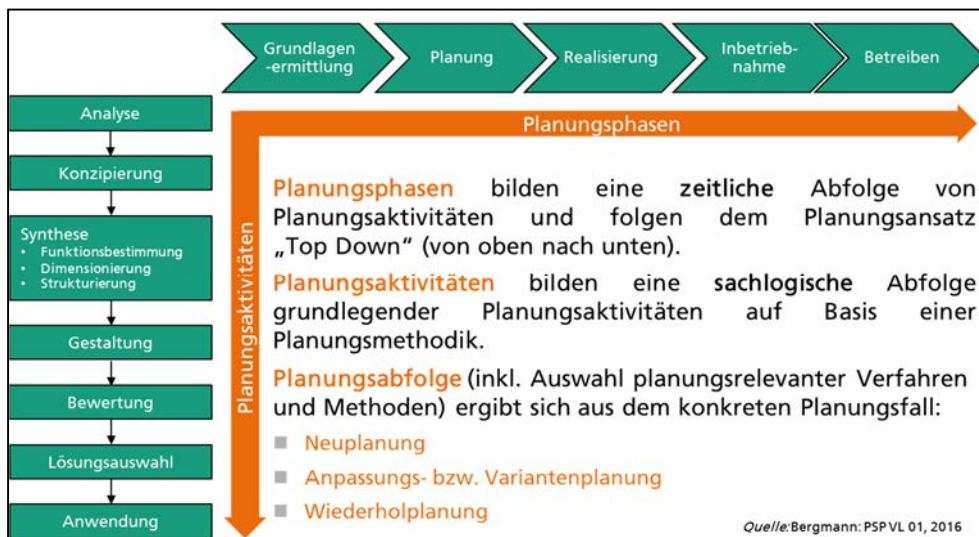 Grundlagen
-ermittlung
Planung
Realisierung
Inbetrieb-
nahme
Betreiben
Analyse
Konzipierung
Synthese
• Funktionsbestimmung
• Dimensionierung
• Strukturierung
Gestaltung
Bewertung
Lösungsauswahl
Anwendung
Planungsphasen
Planungsaktivitäten
Planungsphasen bilden eine zeitliche Abfolge von
Planungsaktivitäten und folgen dem Planungsansatz
„Top Down“ (von oben nach unten).
Planungsaktivitäten bilden eine sachlogische Abfolge
grundlegender Planungsaktivitäten auf Basis einer
Planungsmethodik.
Planungsabfolge (inkl. Auswahl planungsrelevanter Verfahren
und Methoden) ergibt sich aus dem konkreten Planungsfall:
Neuplanung
Anpassungs- bzw. Variantenplanung
Wiederholplanung
Quelle:Bergmann: PSP VL 01, 2016